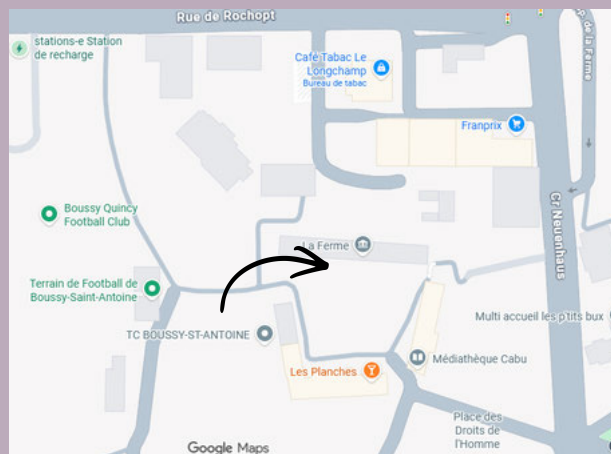 Rue de Rochopt
stations-e Station
de recharge
Café Tabac Le
Longchamp
Bureau de tabac
de la Ferme
Franprix
Boussy Quincy
Football Club
Cr Neuenhaus
La Ferme
Terrain de Football de
Boussy-Saint-Antoine
TC BOUSSY-ST-ANTOINE
Multi accueil les p'tits bux
Les Planches
Médiathèque Cabu
Place des
Droits de
l'Homme
Google Maps